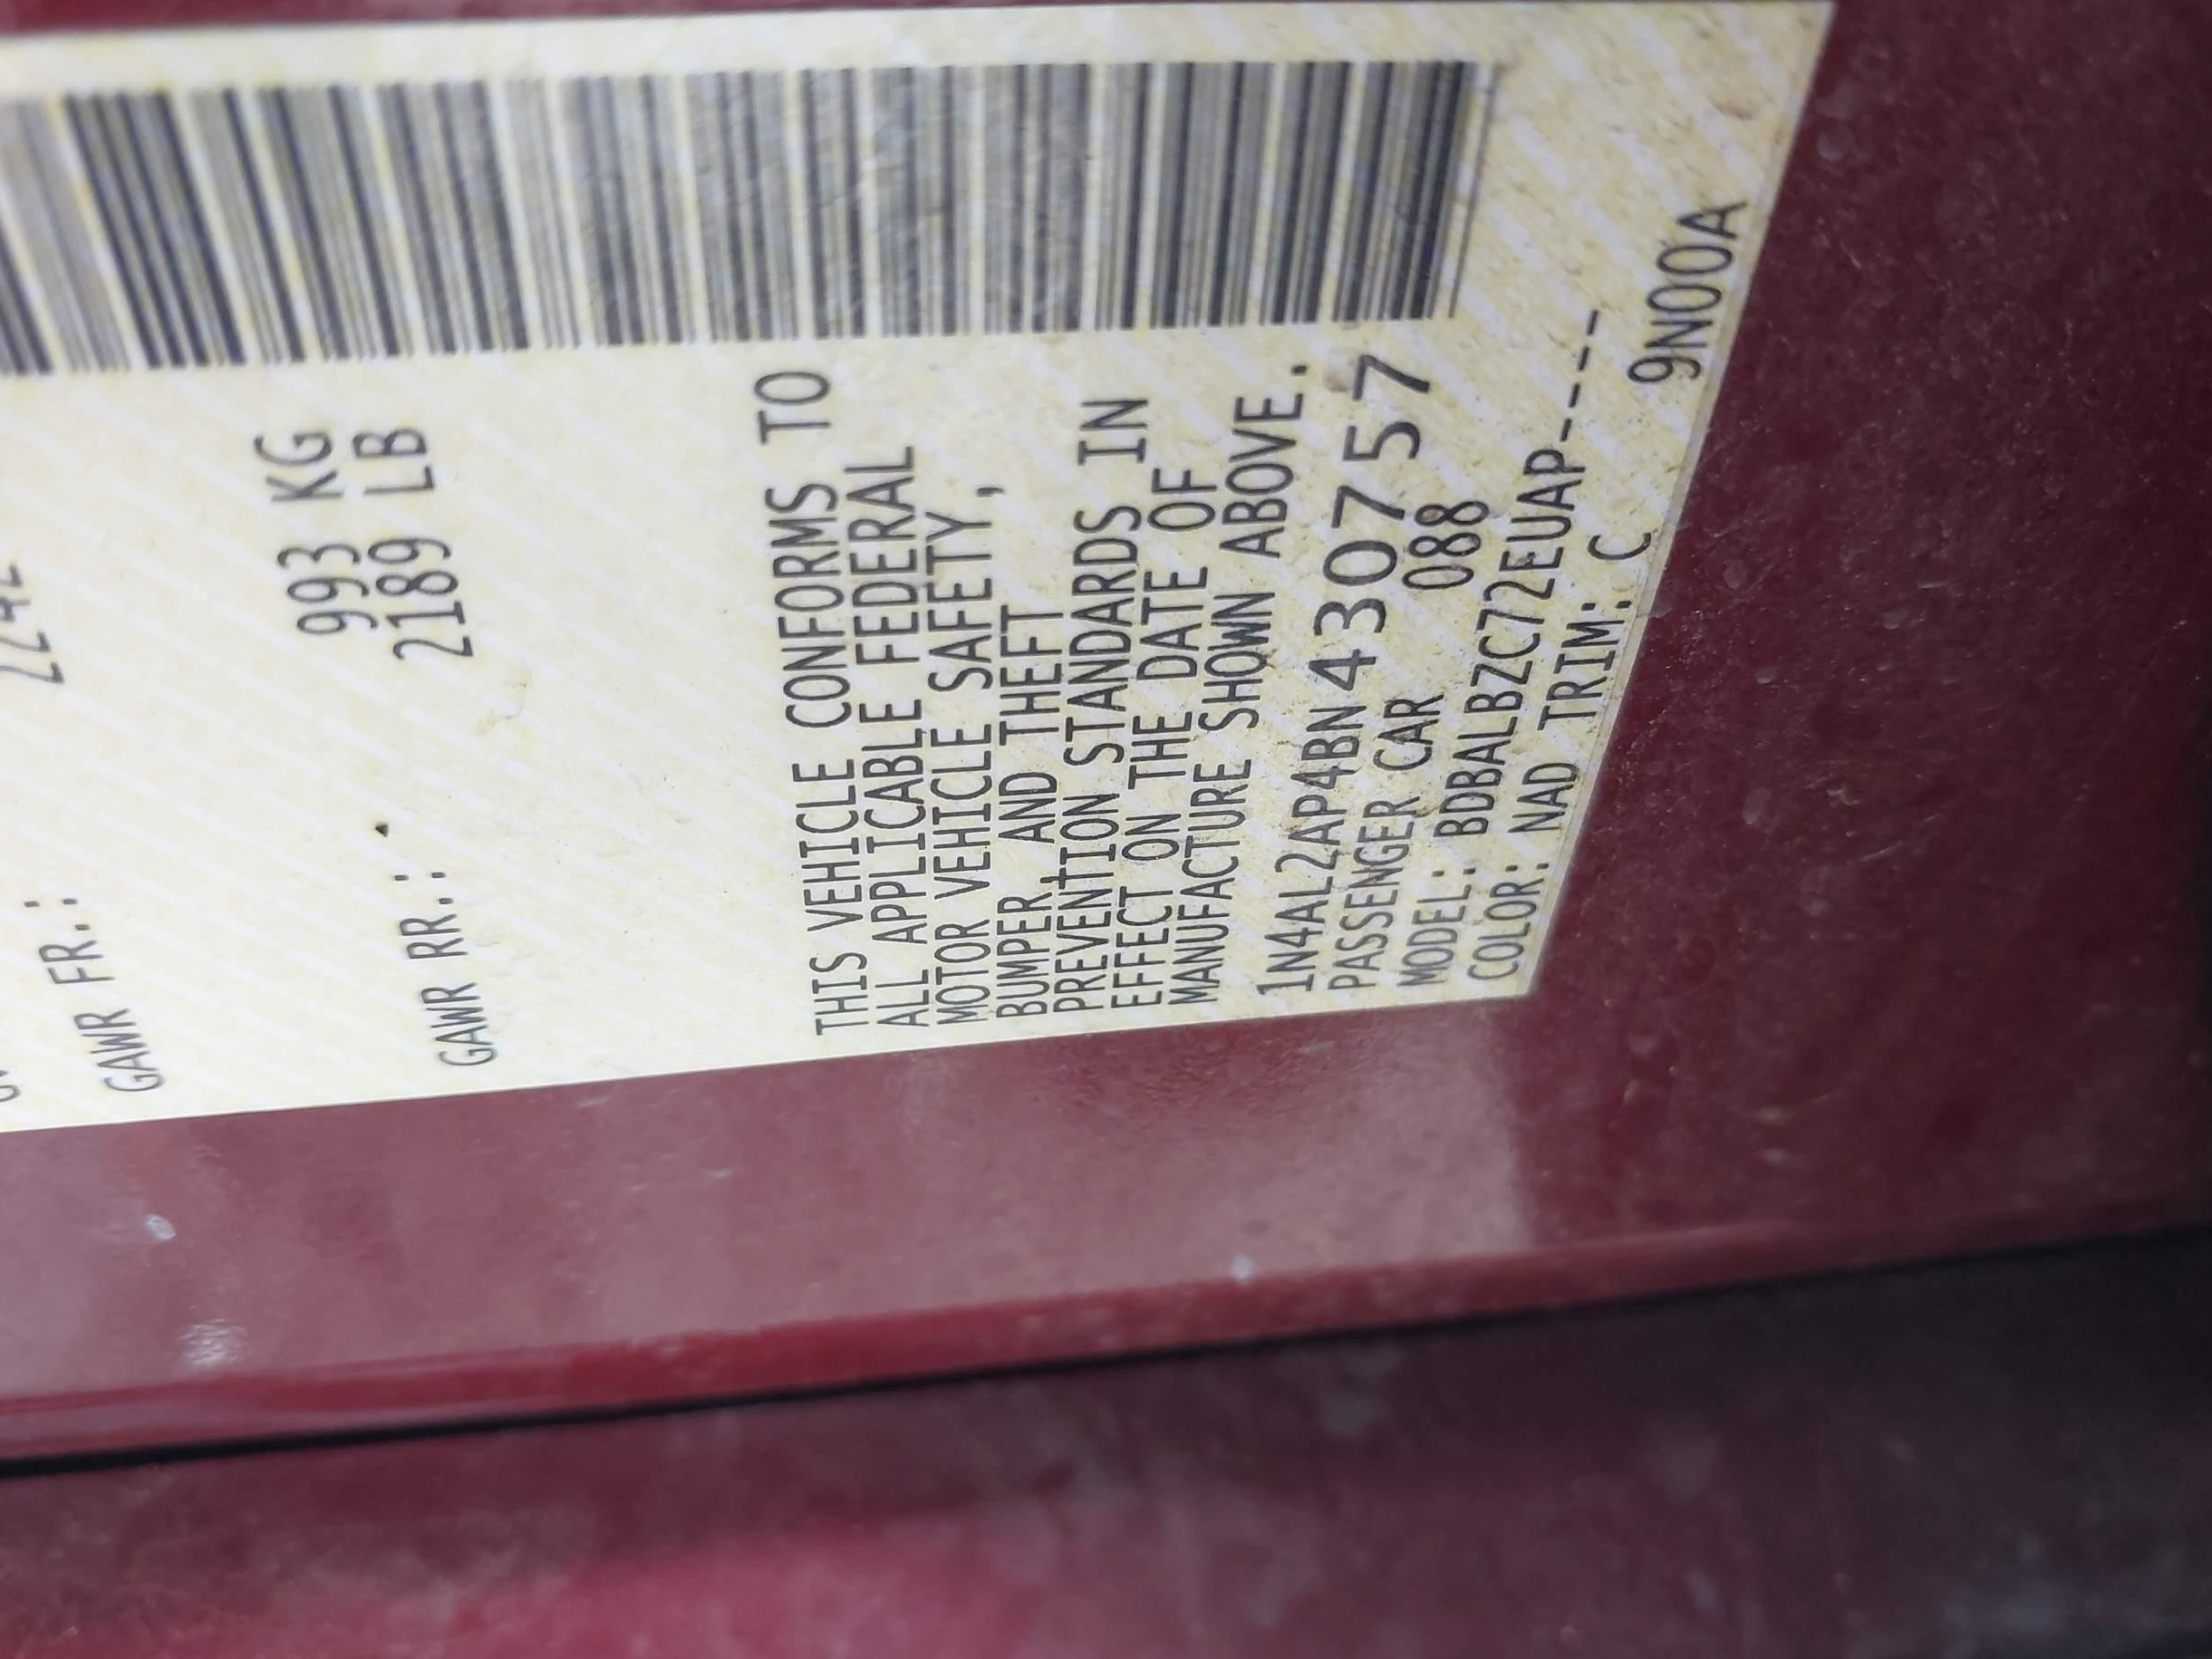 GAWR FR.:
993 KG
GAWR RR.: 2189 LB
THIS VEHICLE CONFORMS TO
ALL APPLICABLE FEDERAL
MOTOR VEHICLE SAFETY,
BUMPER, AND THEFT
PREVENTION STANDARDS IN
EFFECT ON THE DATE OF
MANUFACTURE SHOWN ABOVE.
1N4AL2AP4BN430757
PASSENGER CAR 088
MODEL: BDBALBZC72EUAP----
COLOR: NAD TRIM: C
9N00A